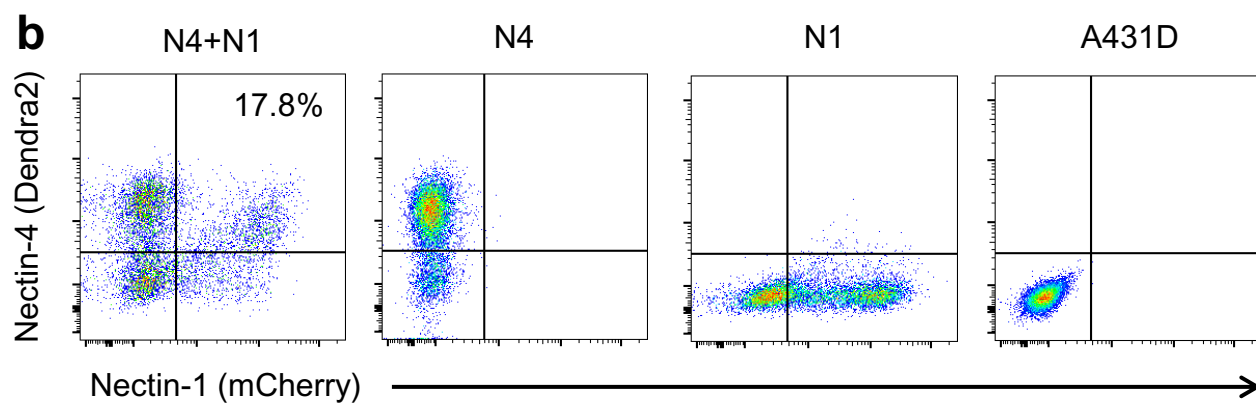 b
N4+N1
N4
N1
A431D
17.8%
Nectin-4 (Dendra2)
Nectin-1 (mCherry)